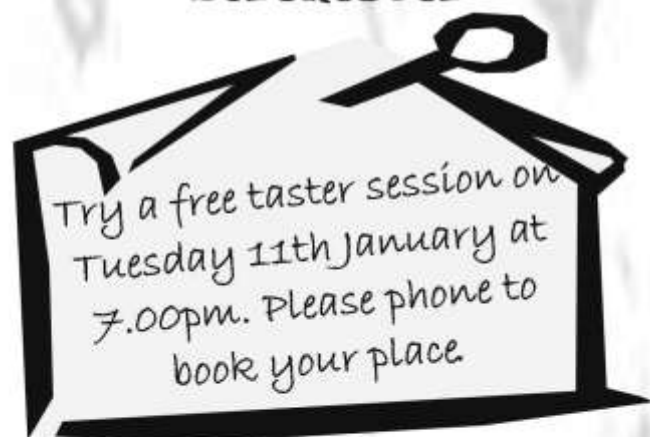 Try a free taster session on
Tuesday 11th January at
7.00pm. Please phone to
book your place.